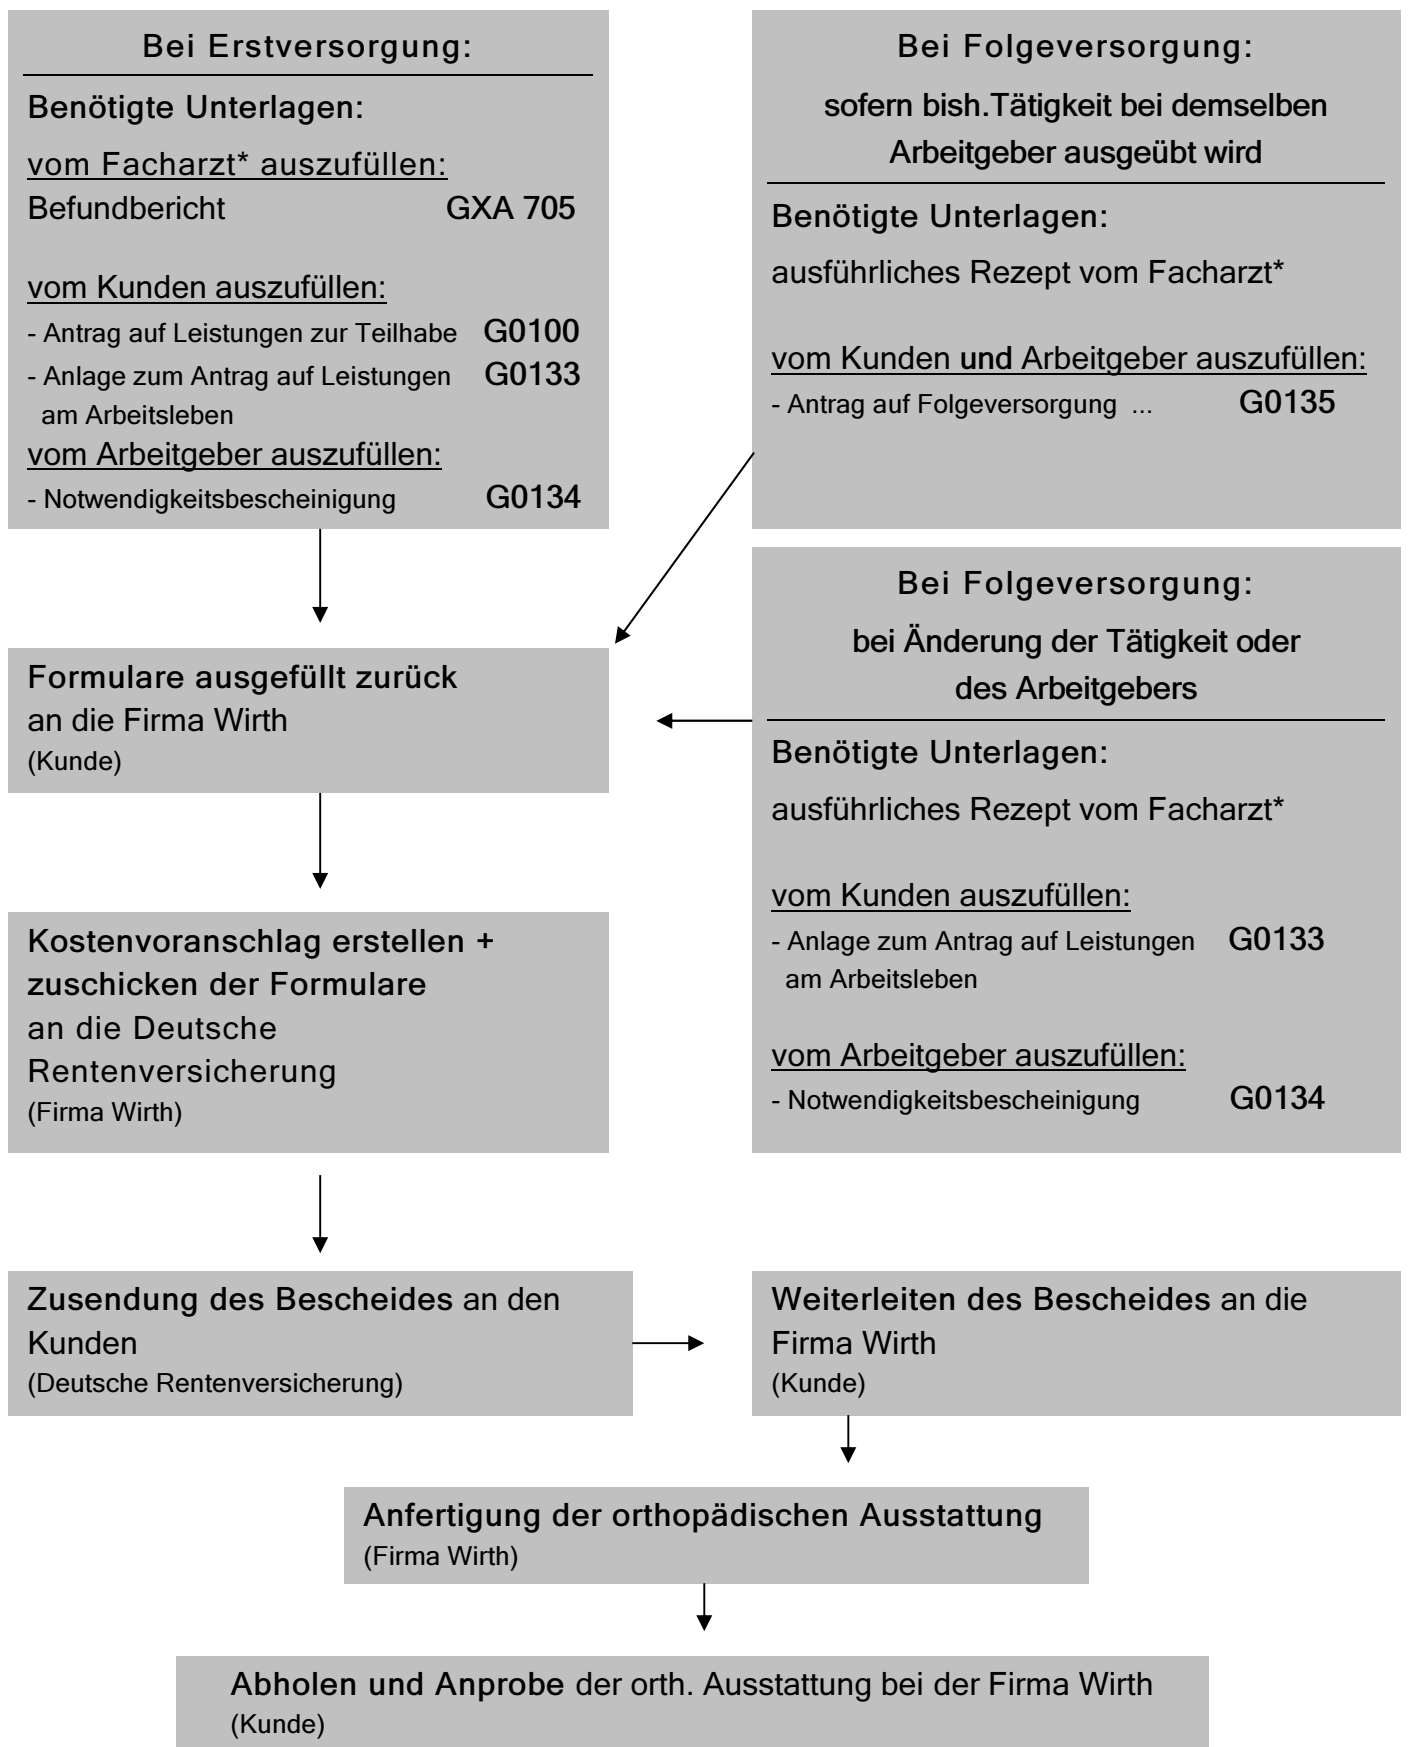 Bei Erstversorgung:
Benötigte Unterlagen:
vom Facharzt* auszufüllen:
Befundbericht GXA 705
vom Kunden auszufüllen:
- Antrag auf Leistungen zur Teilhabe G0100
- Anlage zum Antrag auf Leistungen G0133
am Arbeitsleben
vom Arbeitgeber auszufüllen:
- Notwendigkeitsbescheinigung G0134
Bei Folgeversorgung:
sofern bish.Tätigkeit bei demselben
Arbeitgeber ausgeübt wird
Benötigte Unterlagen:
ausführliches Rezept vom Facharzt*
vom Kunden und Arbeitgeber auszufüllen:
- Antrag auf Folgeversorgung ... G0135
Bei Folgeversorgung:
bei Änderung der Tätigkeit oder
des Arbeitgebers
Benötigte Unterlagen:
ausführliches Rezept vom Facharzt*
vom Kunden auszufüllen:
- Anlage zum Antrag auf Leistungen G0133
am Arbeitsleben
vom Arbeitgeber auszufüllen:
- Notwendigkeitsbescheinigung G0134
Formulare ausgefüllt zurück
an die Firma Wirth
(Kunde)
Kostenvoranschlag erstellen +
zuschicken der Formulare
an die Deutsche
Rentenversicherung
(Firma Wirth)
Zusendung des Bescheides an den
Kunden
(Deutsche Rentenversicherung)
Weiterleiten des Bescheides an die
Firma Wirth
(Kunde)
Anfertigung der orthopädischen Ausstattung
(Firma Wirth)
Abholen und Anprobe der orth. Ausstattung bei der Firma Wirth
(Kunde)